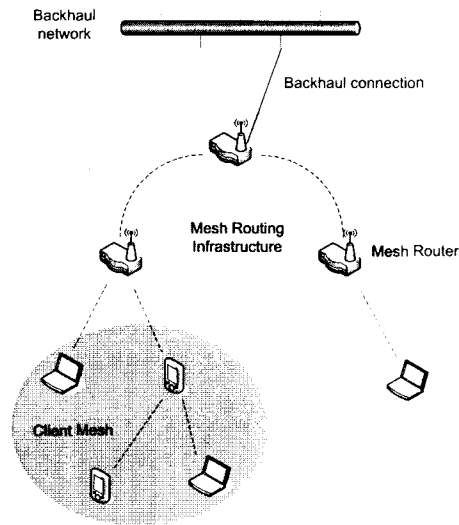 Backhaul
network
Backhaul connection
Mesh Routing
Infrastructure
Mesh Router
Client Mesh